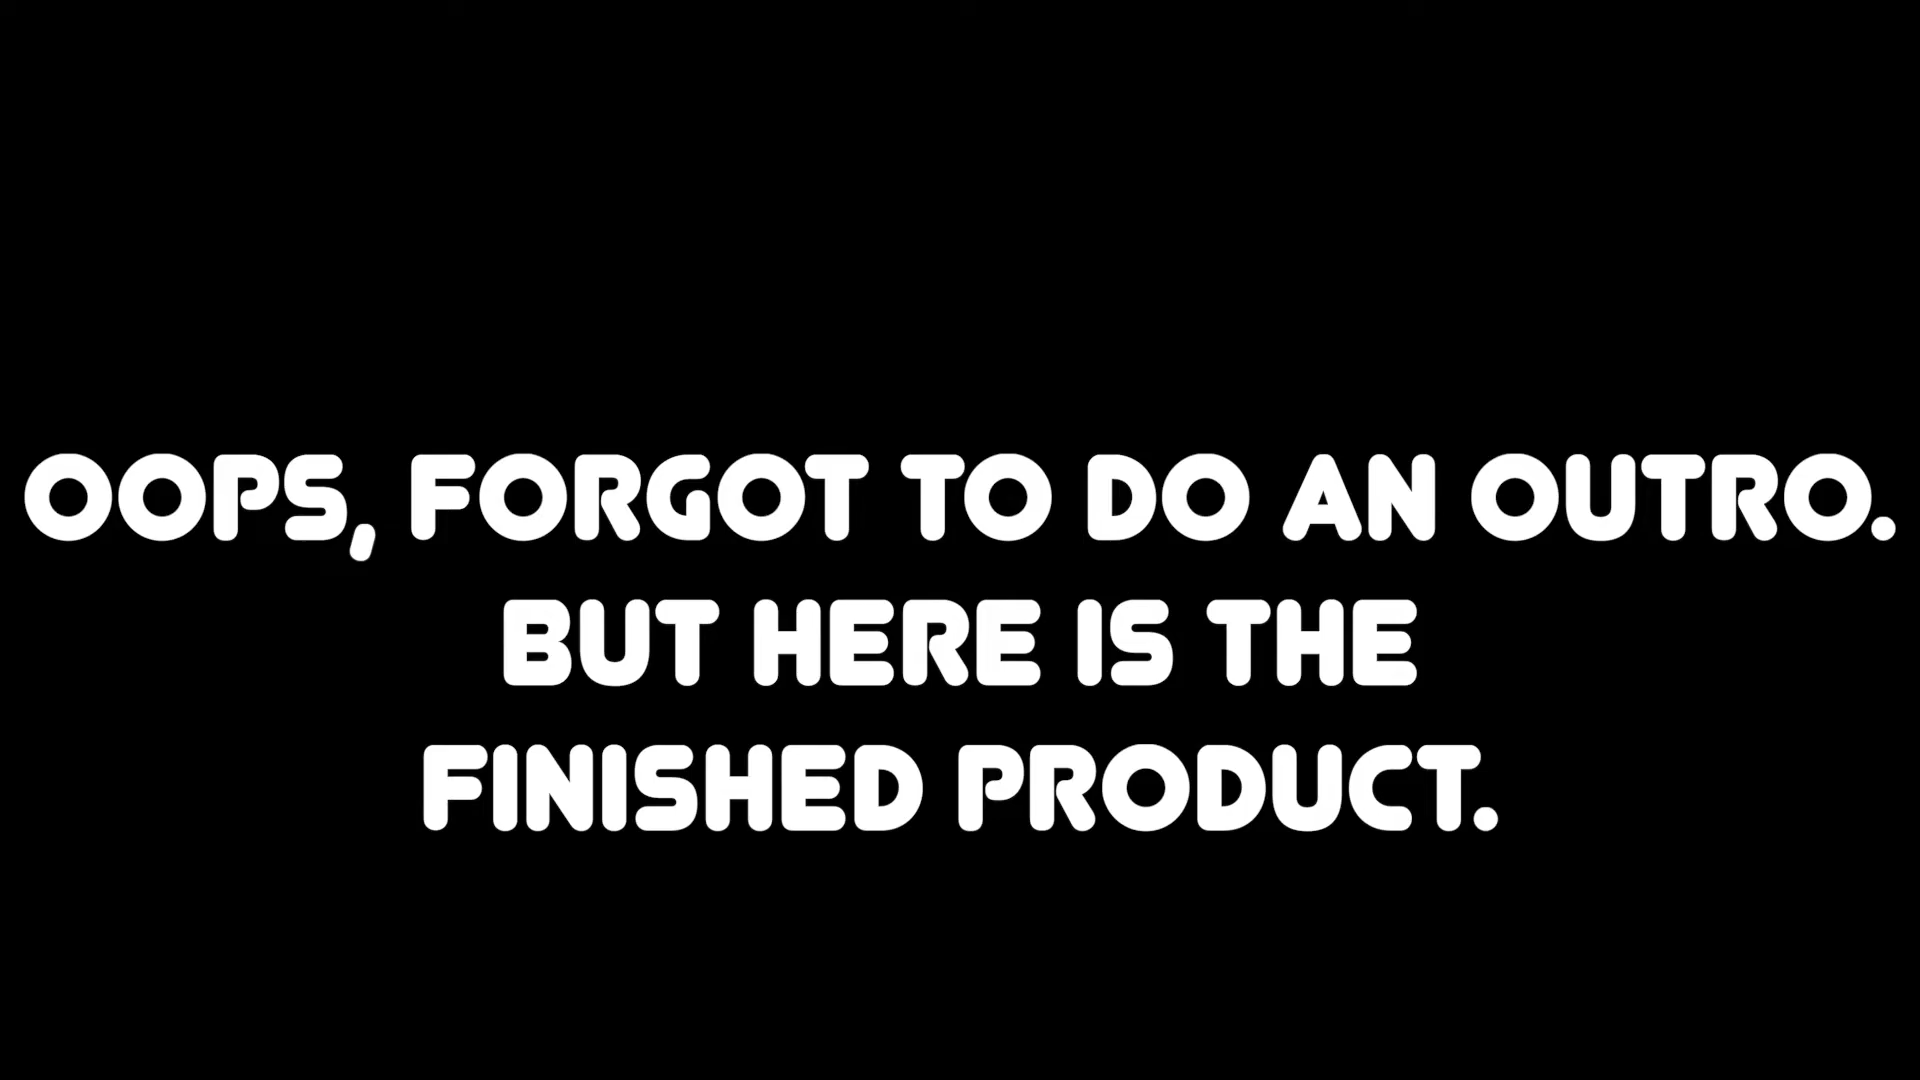 OOPS, FORGOT TO DO AN OUTRO.
BUT HERE IS THE
FINISHED PRODUCT.